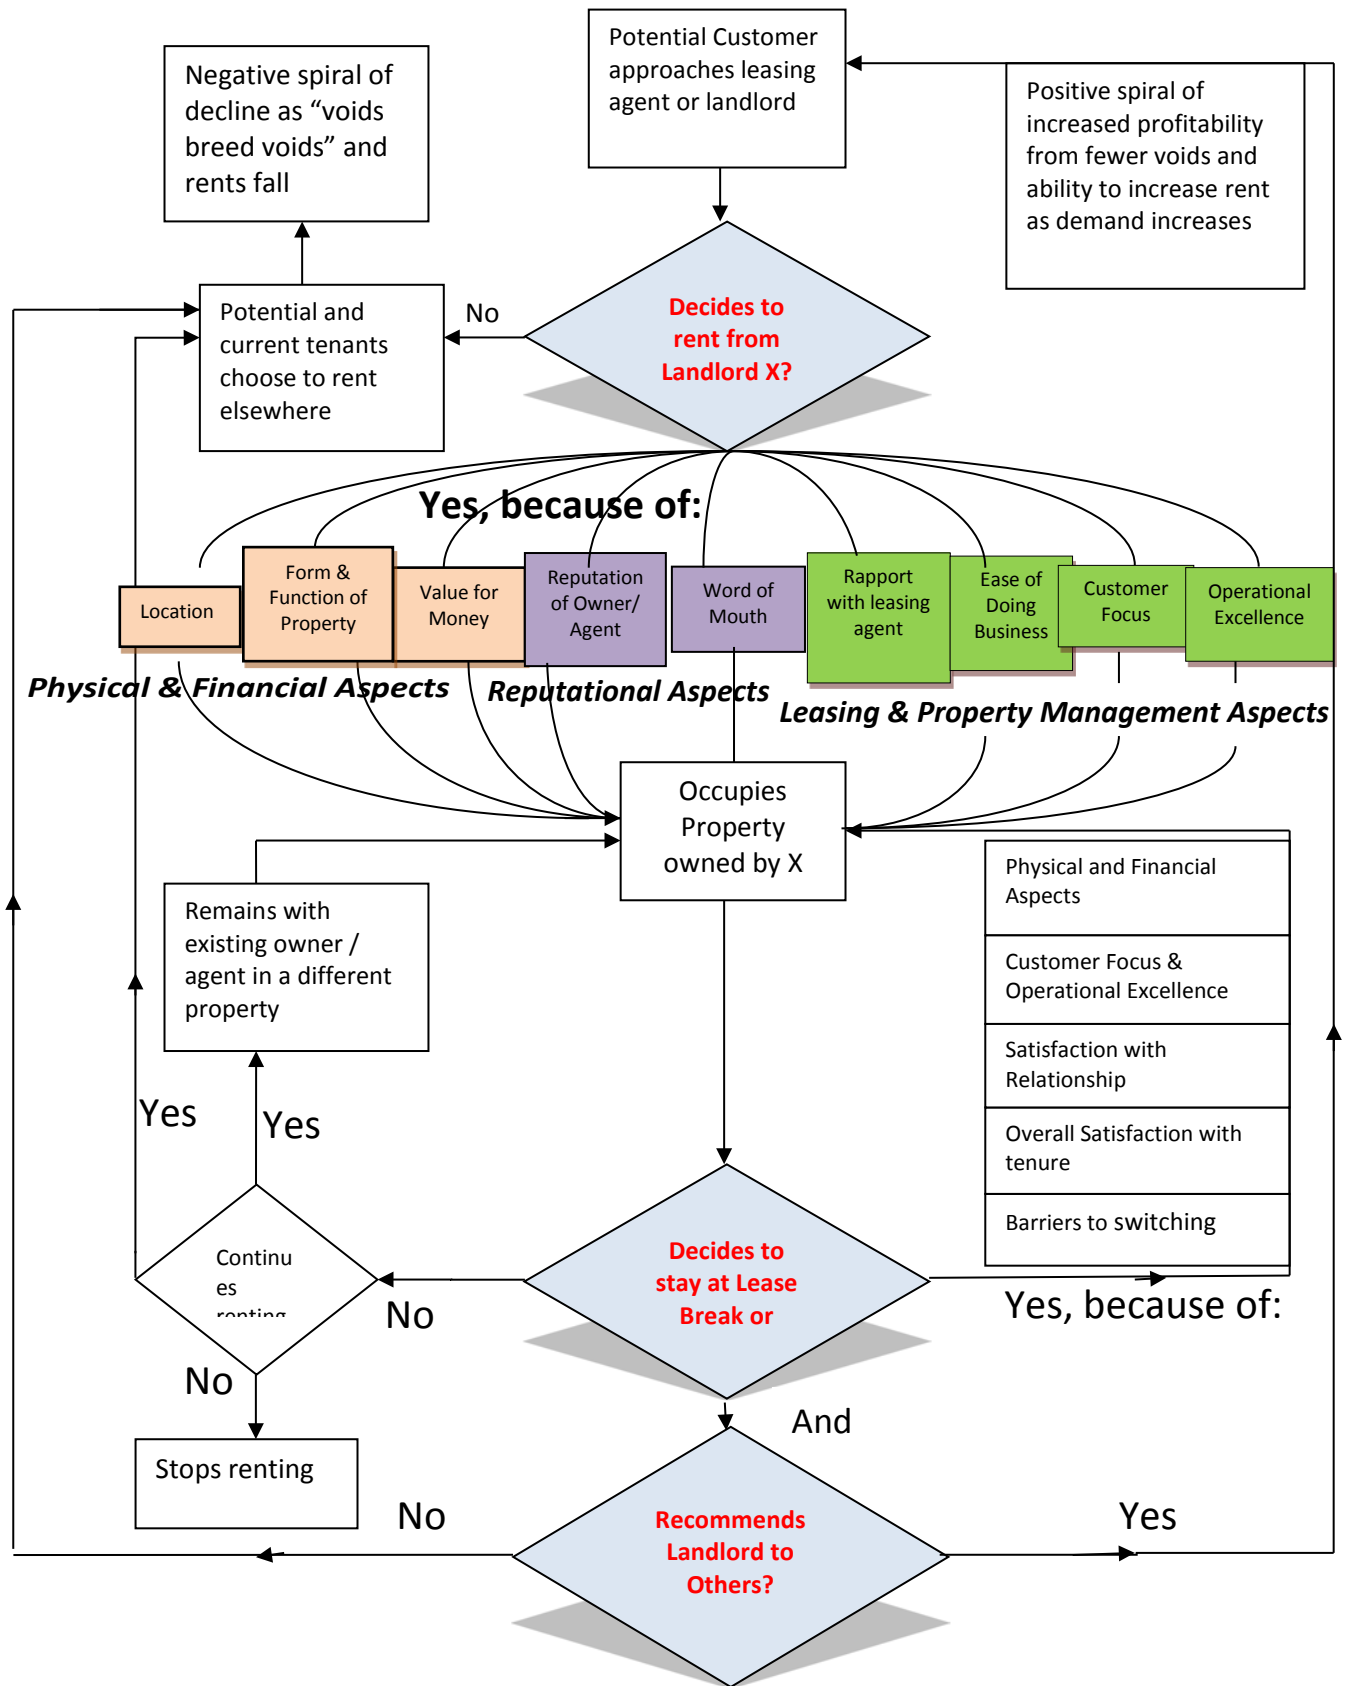 Potential Customer
approaches leasing
agent or landlord
Negative spiral of
decline as “voids
breed voids” and
rents fall
Positive spiral of
increased profitability
from fewer voids and
ability to increase rent
as demand increases
Decides to
rent from
Landlord X?
No
Potential and
current tenants
choose to rent
elsewhere
Yes, because of:
Location
Form &
Function of
Property
Value for
Money
Reputation
of Owner/
Agent
Word of
Mouth
Rapport
with leasing
agent
Ease of
Doing
Business
Customer
Focus
Operational
Excellence
Physical & Financial Aspects
Reputational Aspects
Leasing & Property Management Aspects
Occupies
Property
owned by X
Remains with
existing owner /
agent in a different
property
Physical and Financial
Aspects
Customer Focus &
Operational Excellence
Satisfaction with
Relationship
Overall Satisfaction with
tenure
Barriers to switching
Yes
Yes
Continu
es
renting
No
Decides to
stay at Lease
Break or
Yes, because of:
No
And
Stops renting
No
Recommends
Landlord to
Others?
Yes